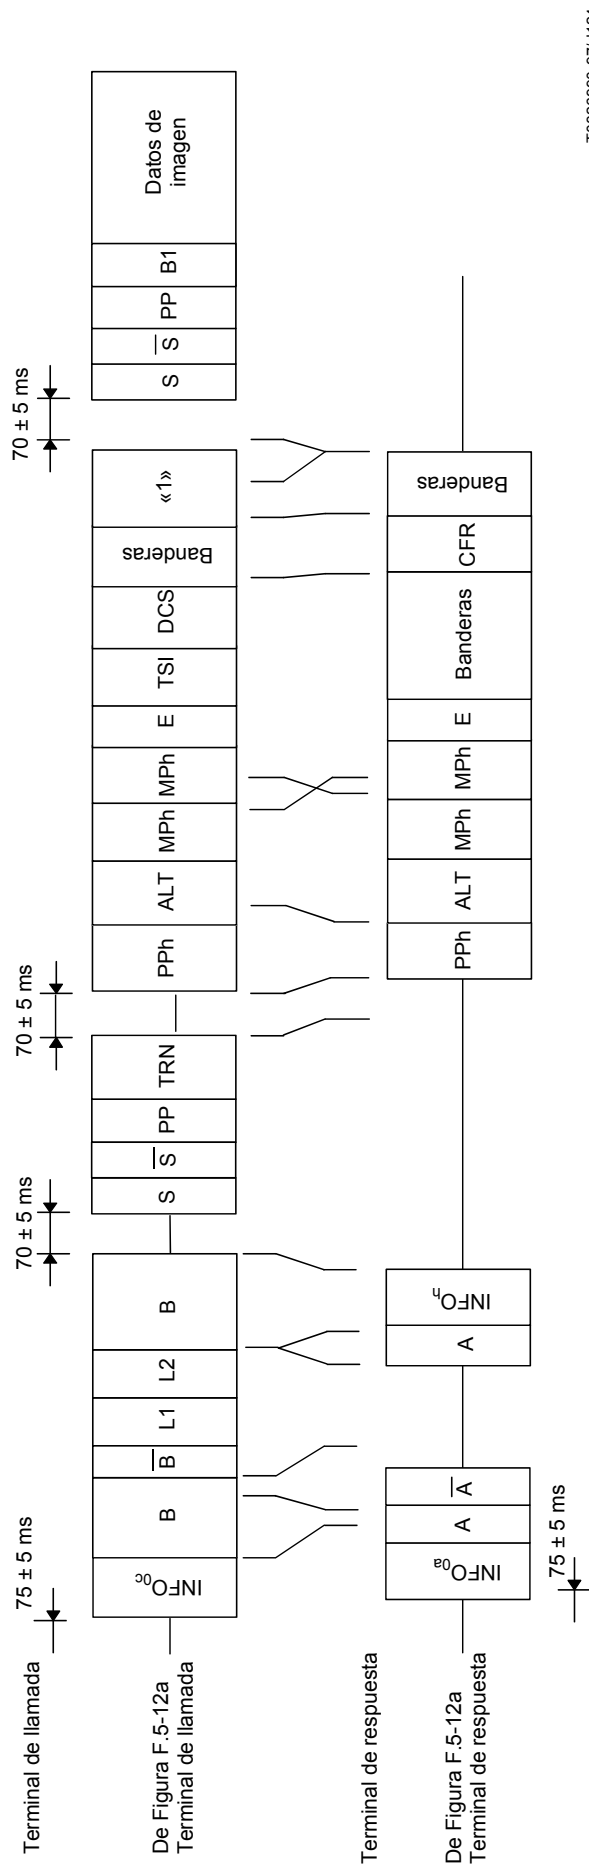 Terminal de llamada
75 ± 5 ms
70 ± 5 ms
70 ± 5 ms
70 ± 5 ms
De Figura F.5-12a
Terminal de llamada
INFO0c
B
B
L1
L2
B
S
S
PP
TRN
PPh
ALT
MPh
MPh
E
TSI
DCS
Banderas
«1»
S
S
PP
B1
Datos de
imagen
Terminal de respuesta
De Figura F.5-12a
Terminal de respuesta
INFO0a
A
A
A
INFOh
PPh
ALT
MPh
MPh
E
Banderas
CFR
Banderas
75 ± 5 ms